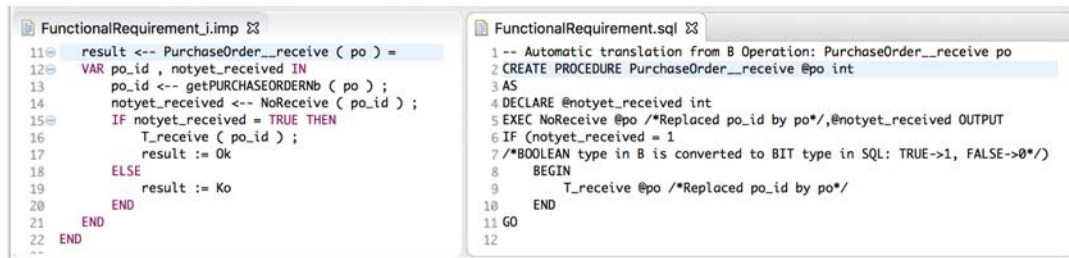 FunctionalRequirement_i.imp
11 result <-- PurchaseOrder__receive ( po ) =
12 VAR po_id , notyet_received IN
13 po_id <-- getPURCHASEORDERNb ( po ) ;
14 notyet_received <-- NoReceive ( po_id ) ;
15 IF notyet_received = TRUE THEN
16 T_receive ( po_id ) ;
17 result := Ok
18 ELSE
19 result := Ko
20 END
21 END
22 END
FunctionalRequirement.sql
1 -- Automatic translation from B Operation: PurchaseOrder__receive po
2 CREATE PROCEDURE PurchaseOrder__receive @po int
3 AS
4 DECLARE @notyet_received int
5 EXEC NoReceive @po /*Replaced po_id by po*/,@notyet_received OUTPUT
6 IF (notyet_received = 1
7 /*BOOLEAN type in B is converted to BIT type in SQL: TRUE->1, FALSE->0*/)
8 BEGIN
9 T_receive @po /*Replaced po_id by po*/
10 END
11 GO
12